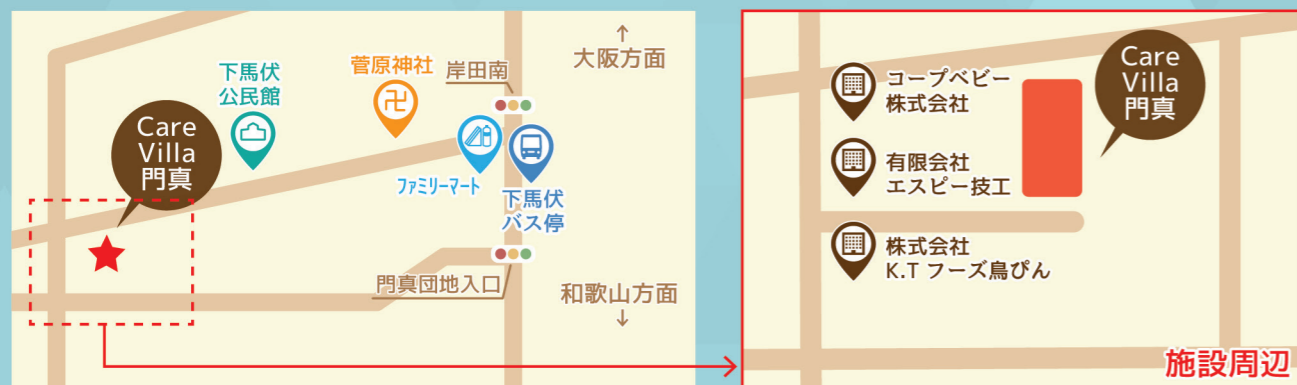 ↑
大阪方面
下馬伏
公民館
菅原神社
岸田南
Care
Villa
門真
ファミリーマート
下馬伏
バス停
門真団地入口
和歌山方面
↓
コープベビー
株式会社
Care
Villa
門真
有限会社
エスピー技工
株式会社
K.T フーズ鳥ぴん
施設周辺